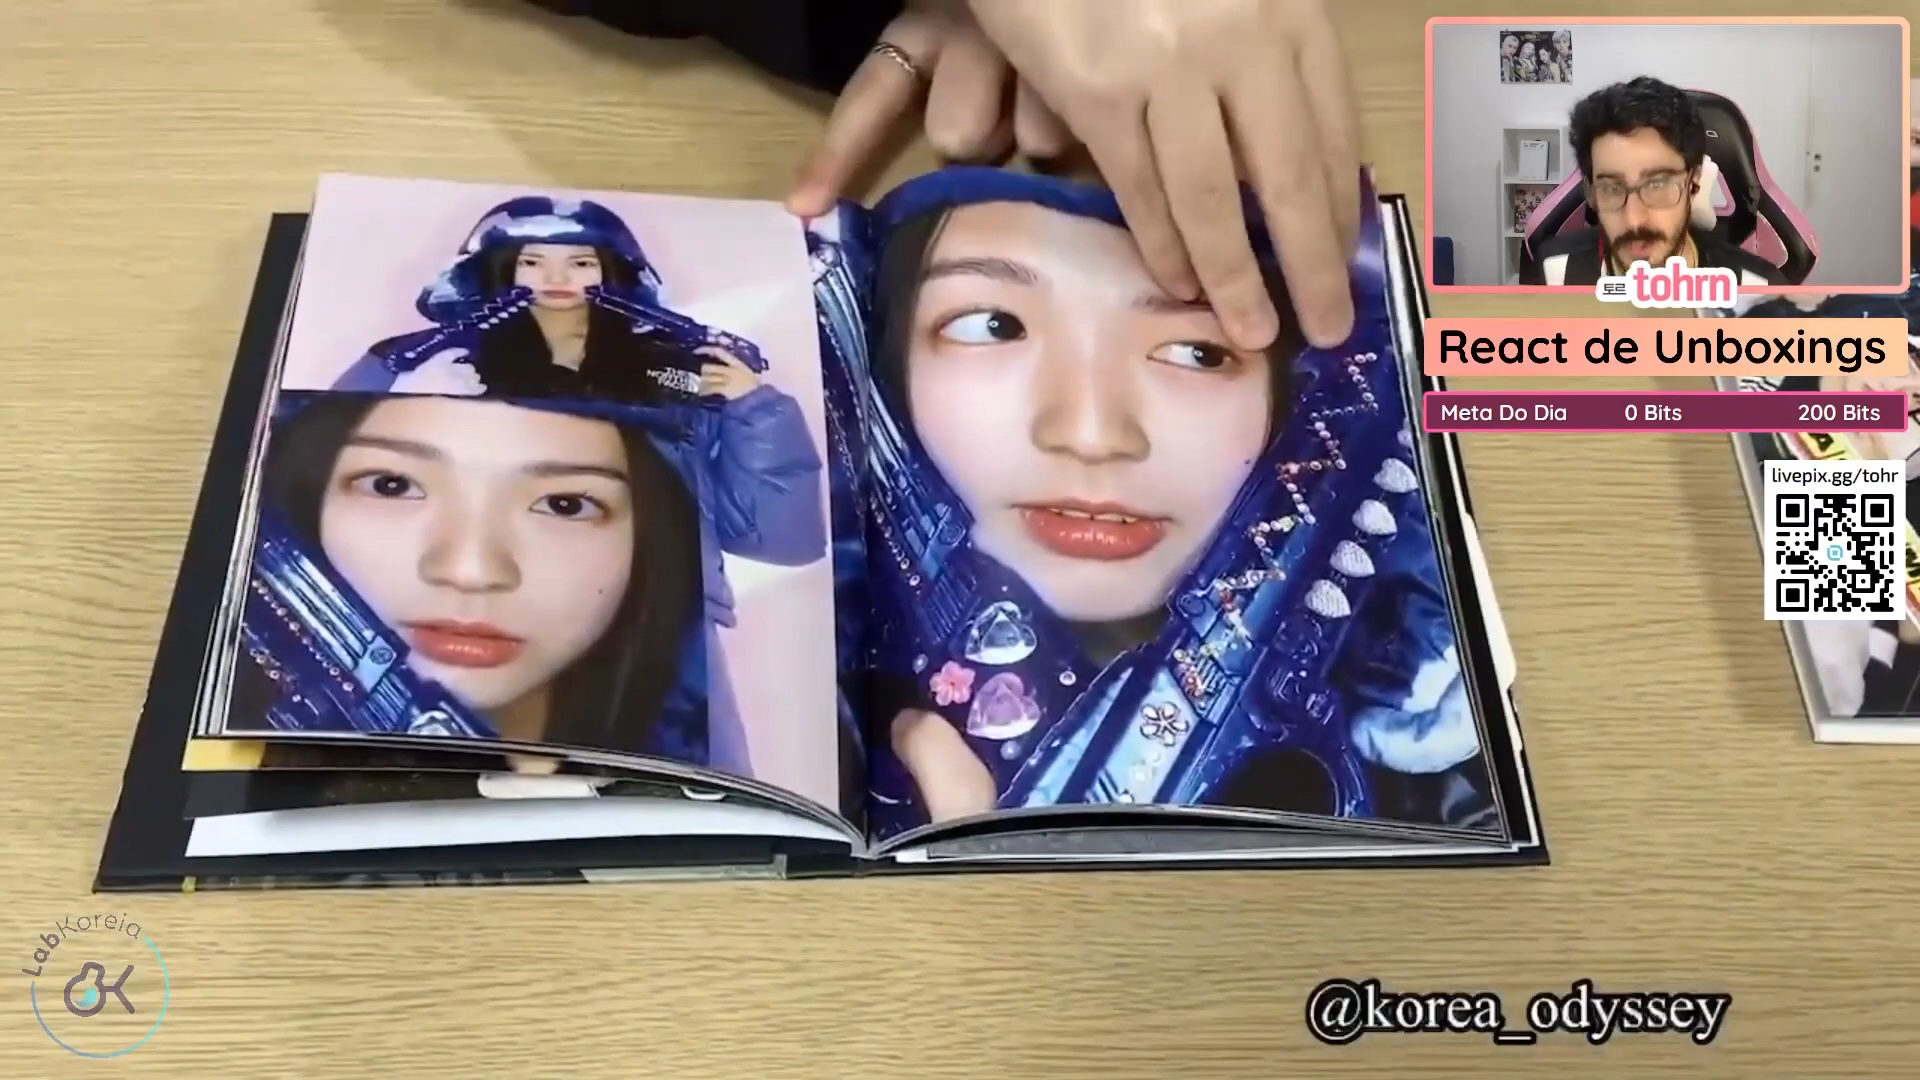 토르 tohrn
React de Unboxings
Meta Do Dia 0 Bits 200 Bits
livepix.gg/tohr
THE
NORTH
FACE
LabKoreia
@korea_odyssey